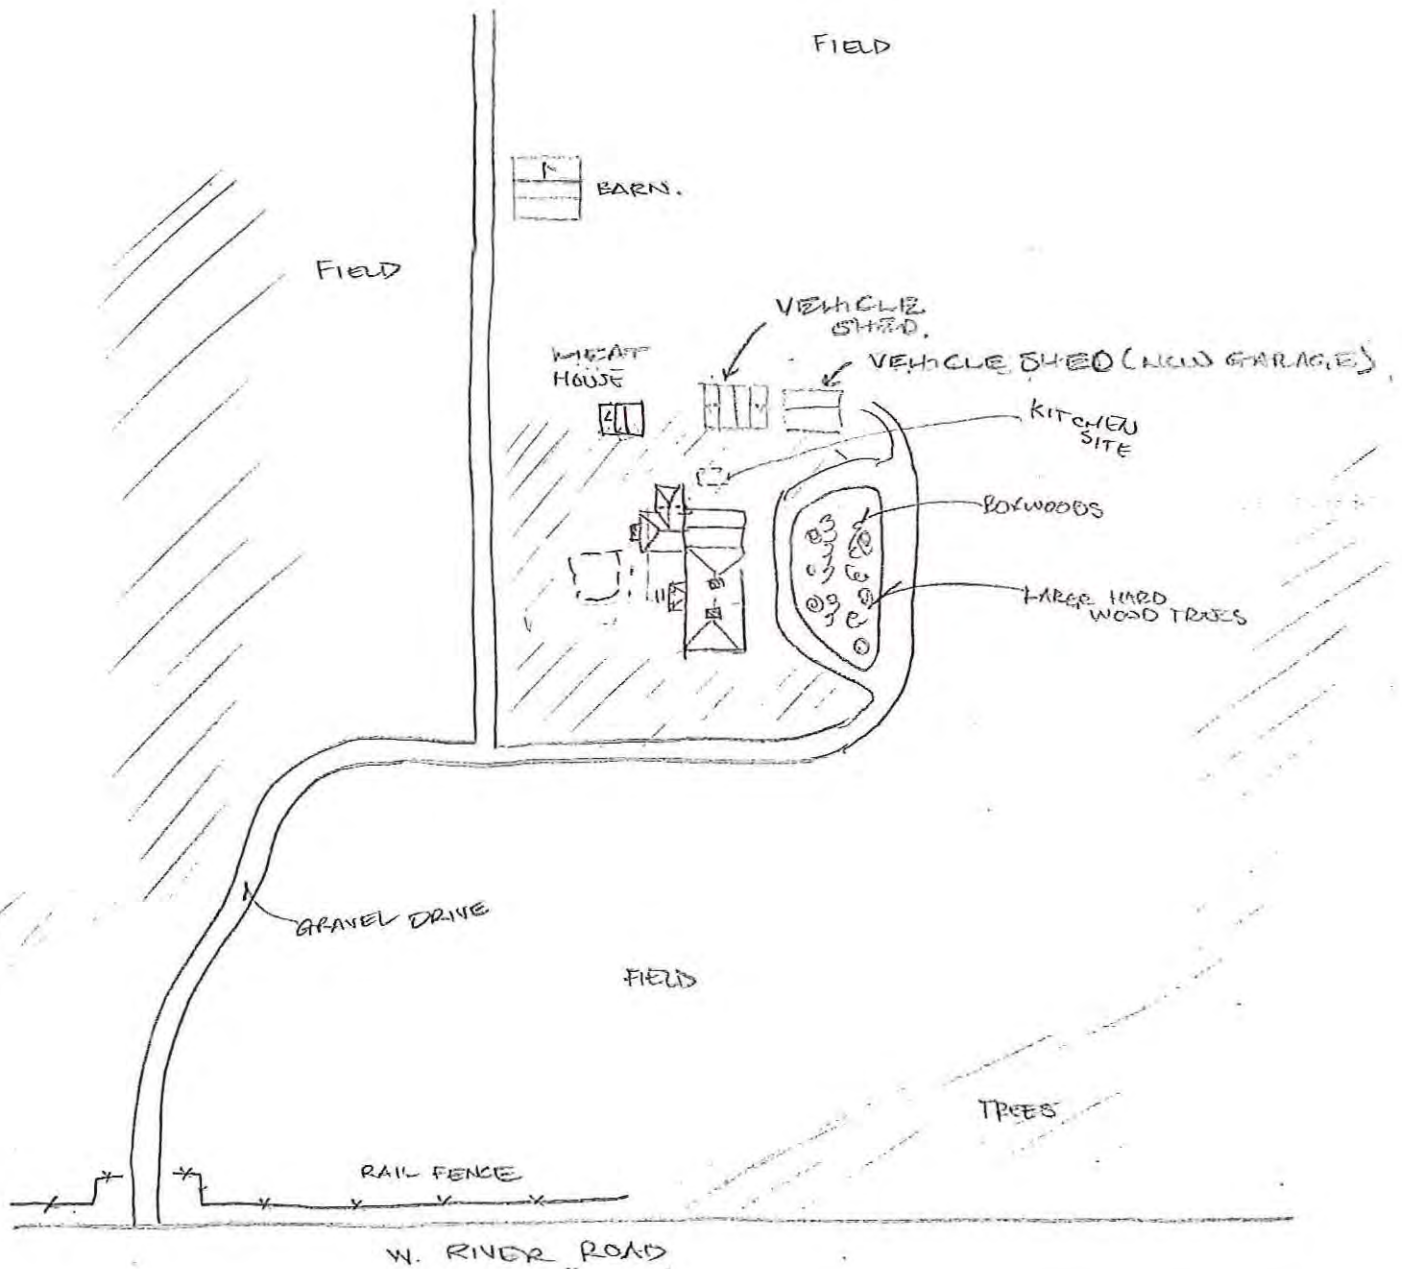 FIELD
BARN.
FIELD
VEHICLE
SHED.
MEAT
HOUSE
VEHICLE SHED (NOW GARAGE)
KITCHEN
SITE
BOXWOODS
LARGE HARD
WOOD TREES
GRAVEL DRIVE
FIELD
TREES
RAIL FENCE
W. RIVER ROAD